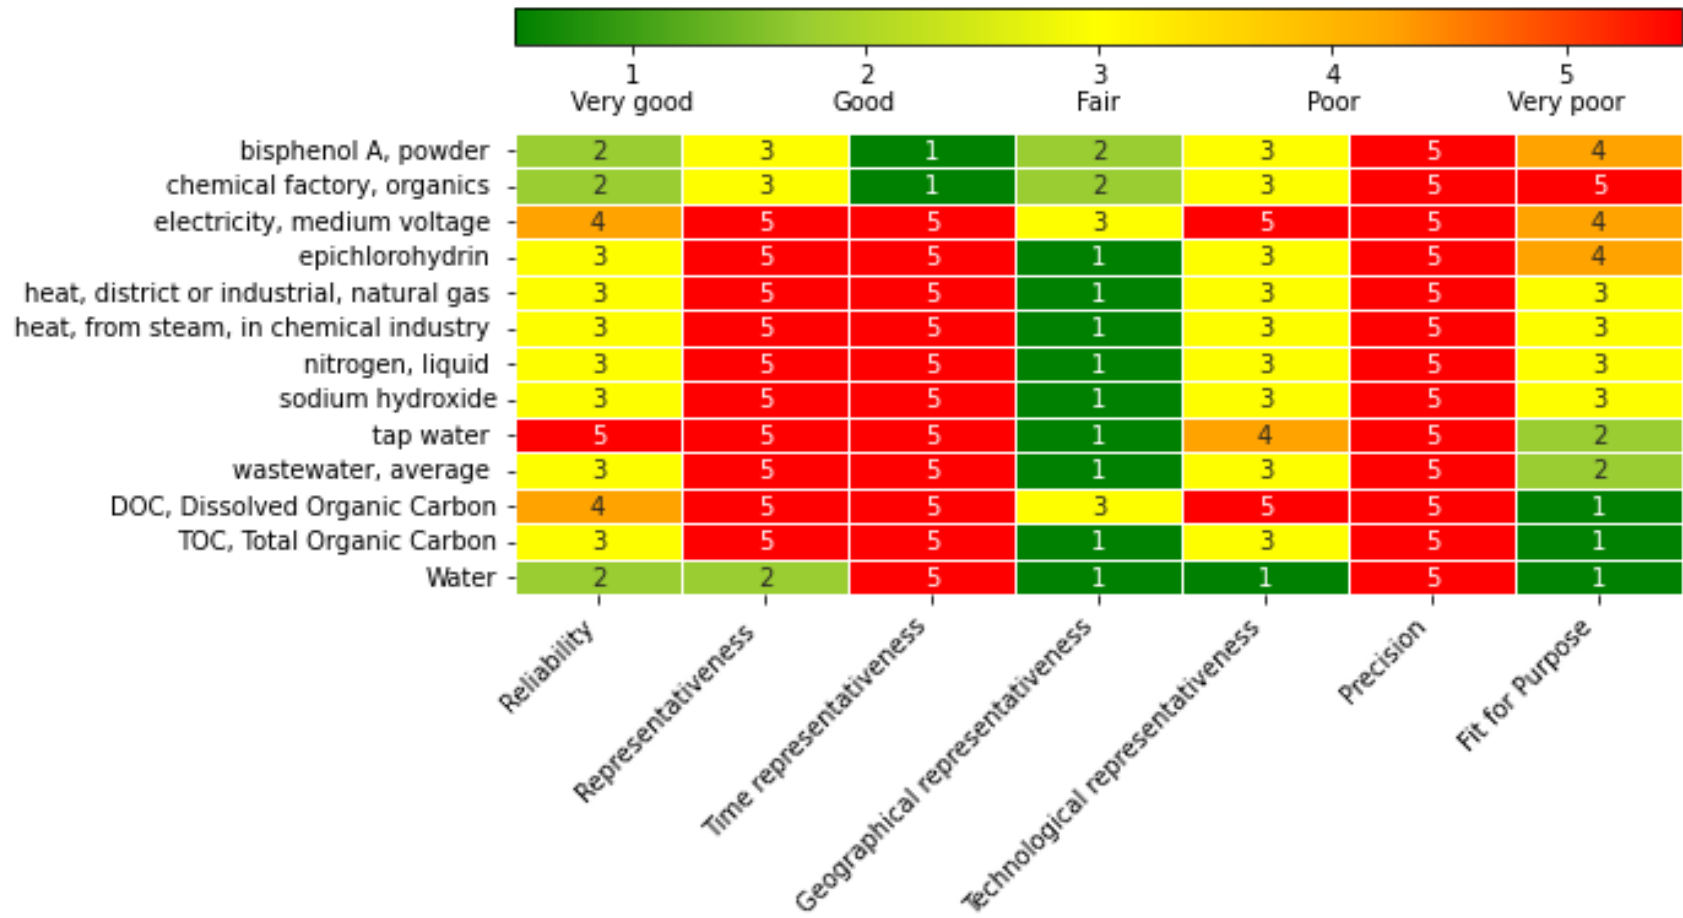 1 2 3 4 5
Very good Good Fair Poor Very poor
bisphenol A, powder 2 3 1 2 3 5 4
chemical factory, organics 2 3 1 2 3 5 5
electricity, medium voltage 4 5 5 3 5 5 4
epichlorohydrin 3 5 5 1 3 5 4
heat, district or industrial, natural gas 3 5 5 1 3 5 3
heat, from steam, in chemical industry 3 5 5 1 3 5 3
nitrogen, liquid 3 5 5 1 3 5 3
sodium hydroxide 3 5 5 1 3 5 3
tap water 5 5 5 1 4 5 2
wastewater, average 3 5 5 1 3 5 2
DOC, Dissolved Organic Carbon 4 5 5 3 5 5 1
TOC, Total Organic Carbon 3 5 5 1 3 5 1
Water 2 2 5 1 1 5 1
Reliability
Representativeness
Time representativeness
Geographical representativeness
Technological representativeness
Precision
Fit for Purpose